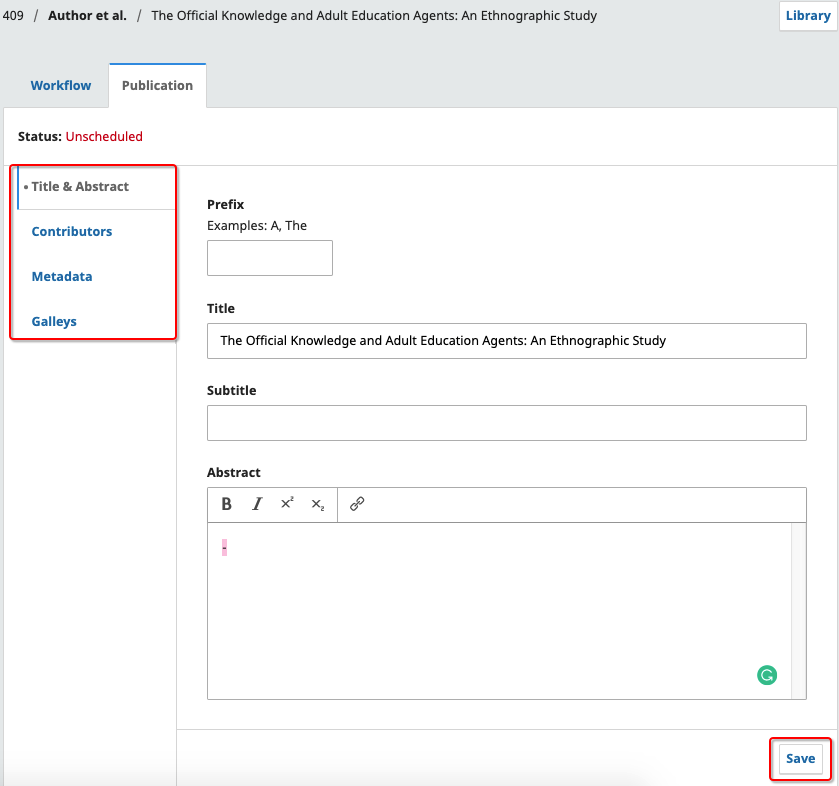 409 / Author et al. / The Official Knowledge and Adult Education Agents: An Ethnographic Study
Library
Workflow
Publication
Status: Unscheduled
• Title & Abstract
Contributors
Metadata
Galleys
Prefix
Examples: A, The
Title
The Official Knowledge and Adult Education Agents: An Ethnographic Study
Subtitle
Abstract
B I x² x₂
-
Save